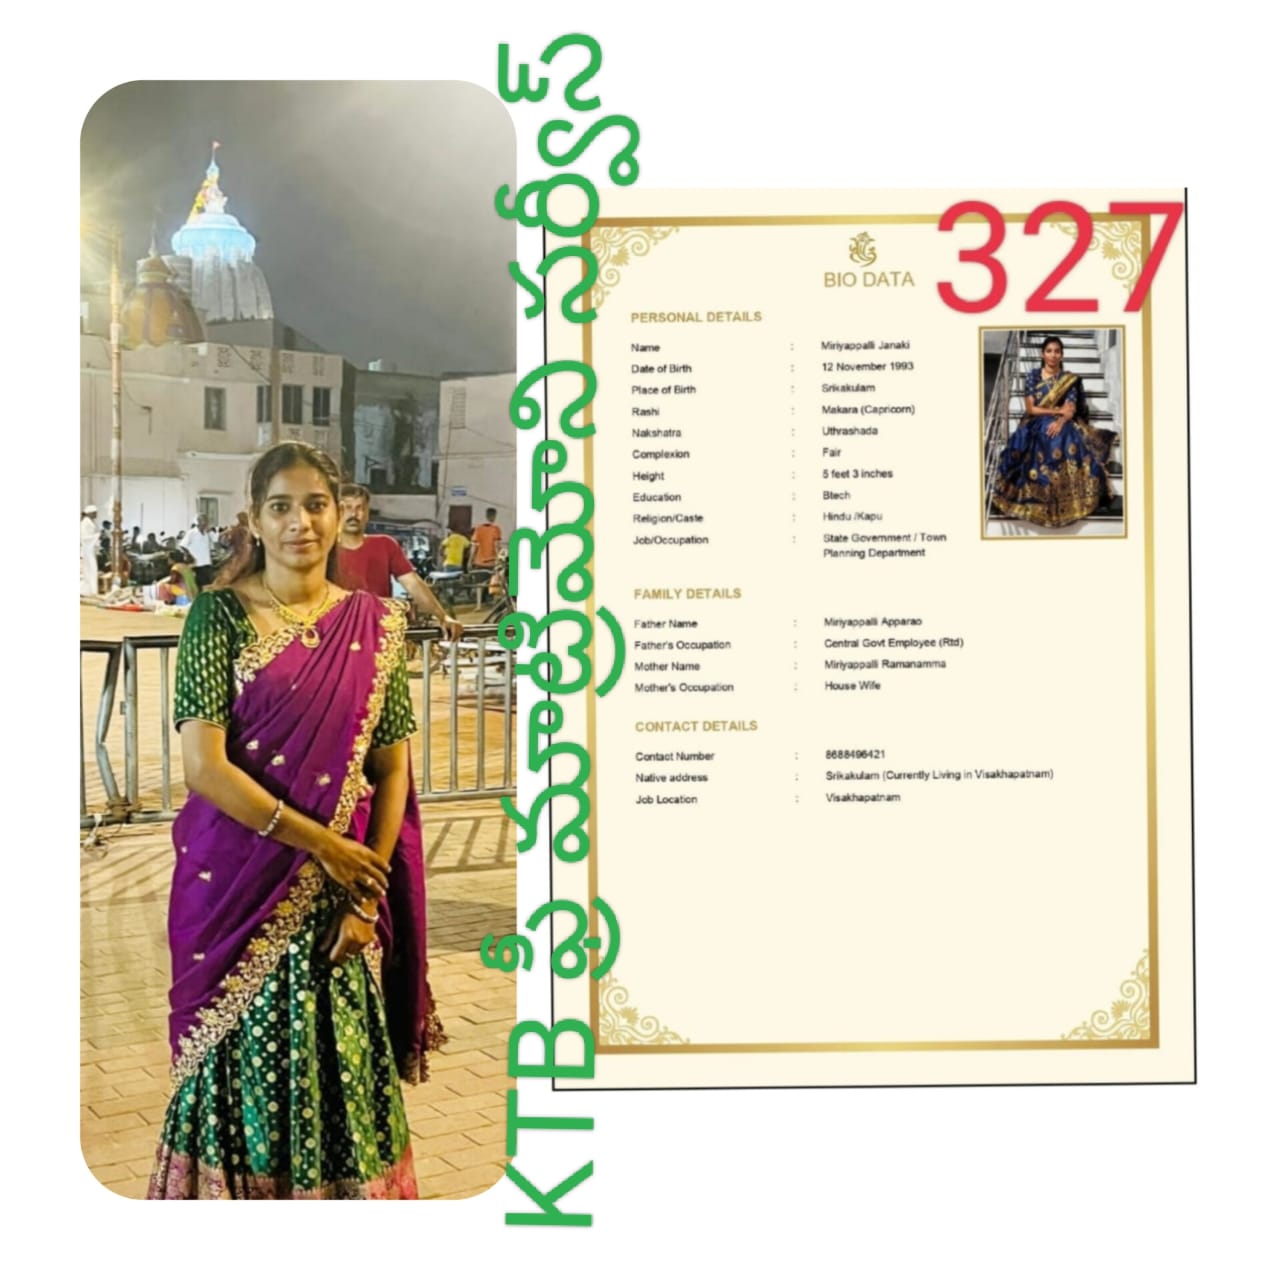 KTB ఫ్రీ మ్యాట్రిమోని సర్వీస్
327
BIO DATA
PERSONAL DETAILS
Name : Miriyappalli Janaki
Date of Birth : 12 November 1993
Place of Birth : Srikakulam
Rashi : Makara (Capricorn)
Nakshatra : Uthrashada
Complexion : Fair
Height : 5 feet 3 inches
Education : Btech
Religion/Caste : Hindu /Kapu
Job/Occupation : State Government / Town
Planning Department
FAMILY DETAILS
Father Name : Miriyappalli Apparao
Father's Occupation : Central Govt Employee (Rtd)
Mother Name : Miriyappalli Ramanamma
Mother's Occupation : House Wife
CONTACT DETAILS
Contact Number : 8688496421
Native address : Srikakulam (Currently Living in Visakhapatnam)
Job Location : Visakhapatnam